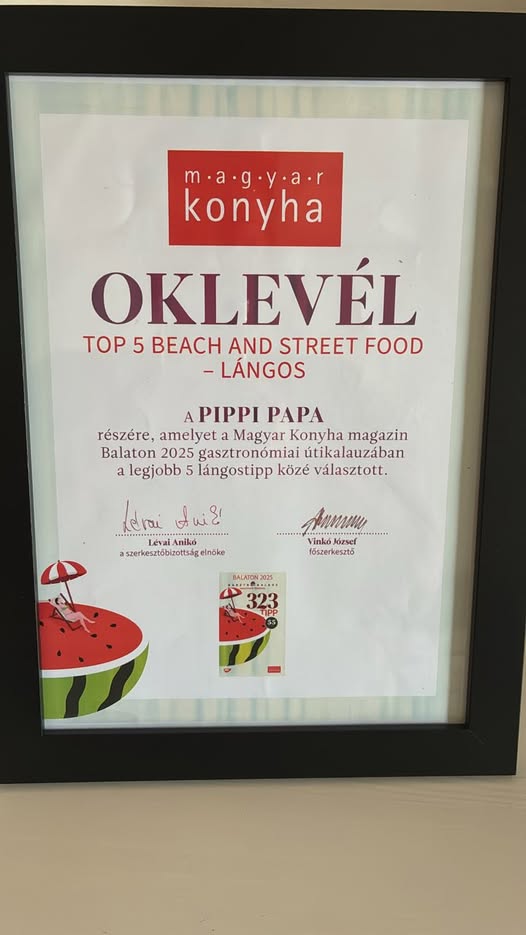 m·a·g·y·a·r
konyha
OKLEVÉL
TOP 5 BEACH AND STREET FOOD
– LÁNGOS
A PIPPI PAPA
részére, amelyet a Magyar Konyha magazin
Balaton 2025 gasztronómiai útikalauzában
a legjobb 5 lángostipp közé választott.
Lévai Anikó
a szerkesztőbizottság elnöke
Vinkó József
főszerkesztő
BALATON 2025
323
TIPP
55